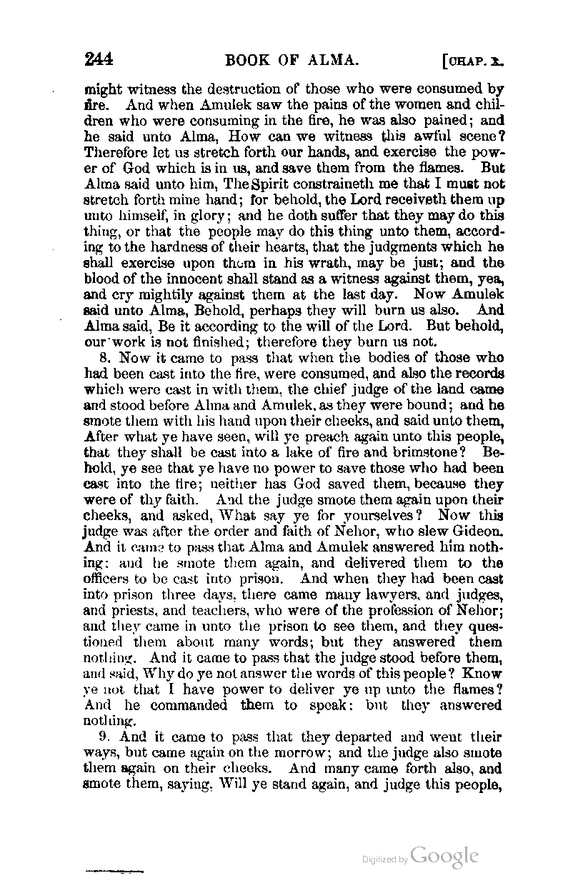 244 BOOK OF ALMA. [CHAP. X.
might witness the destruction of those who were consumed by
fire. And when Amulek saw the pains of the women and chil-
dren who were consuming in the fire, he was also pained; and
he said unto Alma, How can we witness this awful scene?
Therefore let us stretch forth our hands, and exercise the pow-
er of God which is in us, and save them from the flames. But
Alma said unto him, The Spirit constraineth me that I must not
stretch forth mine hand; for behold, the Lord receiveth them up
unto himself, in glory; and he doth suffer that they may do this
thing, or that the people may do this thing unto them, accord-
ing to the hardness of their hearts, that the judgments which he
shall exercise upon them in his wrath, may be just; and the
blood of the innocent shall stand as a witness against them, yea,
and cry mightily against them at the last day. Now Amulek
said unto Alma, Behold, perhaps they will burn us also. And
Alma said, Be it according to the will of the Lord. But behold,
our work is not finished; therefore they burn us not.
8. Now it came to pass that when the bodies of those who
had been cast into the fire, were consumed, and also the records
which were cast in with them, the chief judge of the land came
and stood before Alma and Amulek, as they were bound; and he
smote them with his hand upon their cheeks, and said unto them,
After what ye have seen, will ye preach again unto this people,
that they shall be cast into a lake of fire and brimstone? Be-
hold, ye see that ye have no power to save those who had been
cast into the fire; neither has God saved them, because they
were of thy faith. And the judge smote them again upon their
cheeks, and asked, What say ye for yourselves? Now this
judge was after the order and faith of Nehor, who slew Gideon.
And it came to pass that Alma and Amulek answered him noth-
ing: and he smote them again, and delivered them to the
officers to be cast into prison. And when they had been cast
into prison three days, there came many lawyers, and judges,
and priests, and teachers, who were of the profession of Nehor;
and they came in unto the prison to see them, and they ques-
tioned them about many words; but they answered them
nothing. And it came to pass that the judge stood before them,
and said, Why do ye not answer the words of this people? Know
ye not that I have power to deliver ye up unto the flames?
And he commanded them to speak: but they answered
nothing.
9. And it came to pass that they departed and went their
ways, but came again on the morrow; and the judge also smote
them again on their cheeks. And many came forth also, and
smote them, saying, Will ye stand again, and judge this people,
Digitized by Google